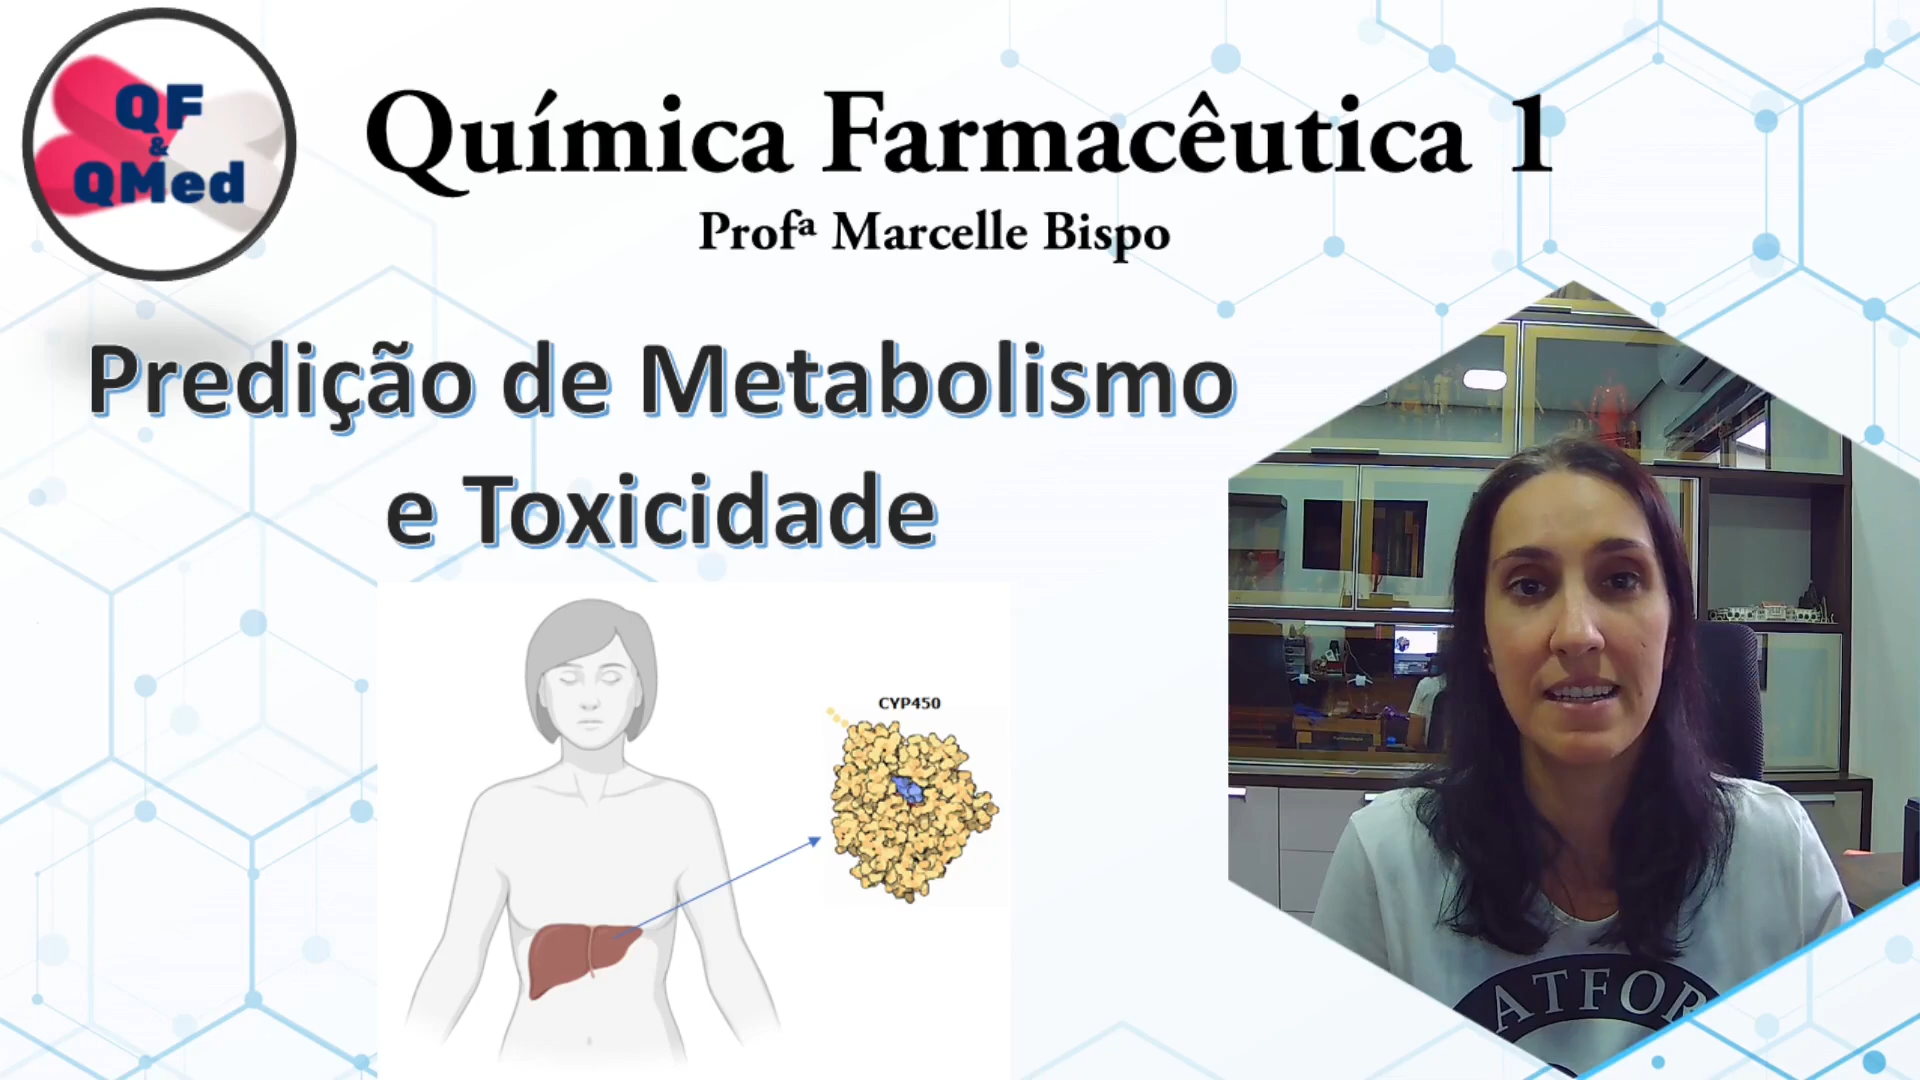 QF
&
QMed
Química Farmacêutica 1
Profª Marcelle Bispo
Predição de Metabolismo
e Toxicidade
CYP450
ATFOR